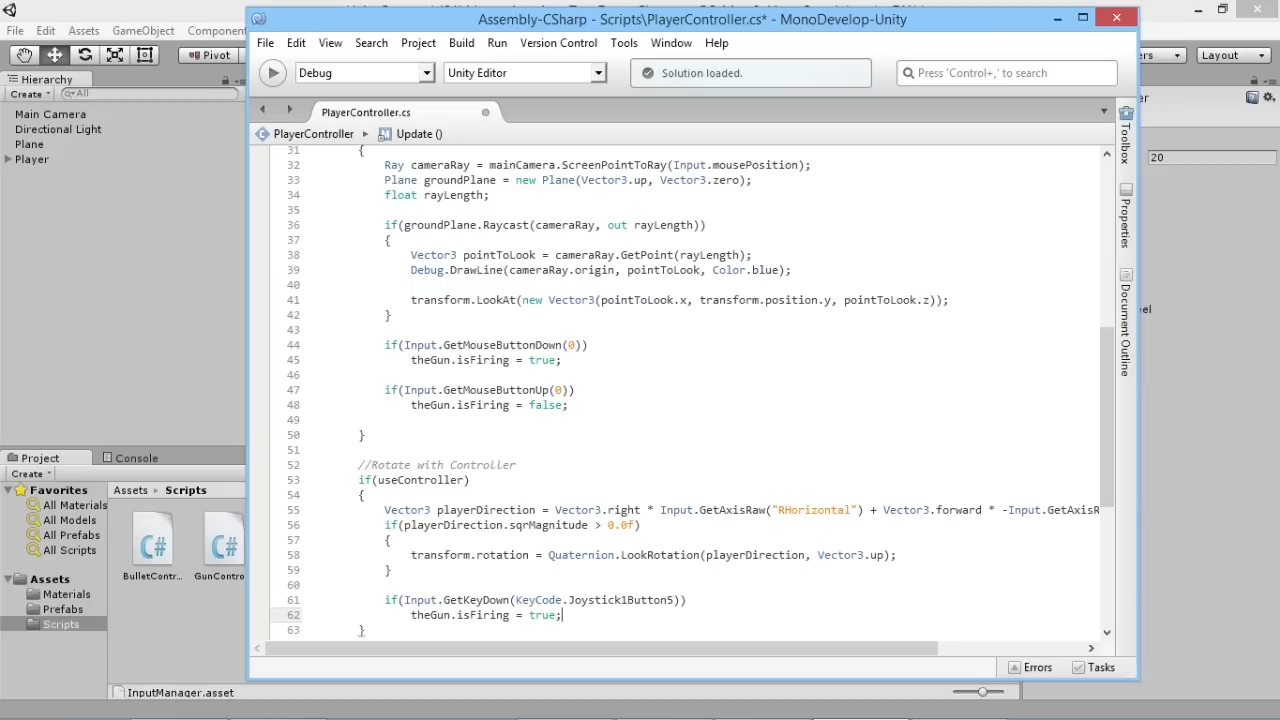 Assembly-CSharp - Scripts\PlayerController.cs* - MonoDevelop-Unity
File Edit Assets GameObject Component
File Edit View Search Project Build Run Version Control Tools Window Help
Pivot
Layout
Debug
Unity Editor
Solution loaded.
Press 'Control+,' to search
Hierarchy
Create
All
Main Camera
Directional Light
Plane
Player
PlayerController.cs
PlayerController
Update ()
31 {
32 Ray cameraRay = mainCamera.ScreenPointToRay(Input.mousePosition);
33 Plane groundPlane = new Plane(Vector3.up, Vector3.zero);
34 float rayLength;
35
36 if(groundPlane.Raycast(cameraRay, out rayLength))
37 {
38 Vector3 pointToLook = cameraRay.GetPoint(rayLength);
39 Debug.DrawLine(cameraRay.origin, pointToLook, Color.blue);
40
41 transform.LookAt(new Vector3(pointToLook.x, transform.position.y, pointToLook.z));
42 }
43
44 if(Input.GetMouseButtonDown(0))
45 theGun.isFiring = true;
46
47 if(Input.GetMouseButtonUp(0))
48 theGun.isFiring = false;
49
50 }
51
52 //Rotate with Controller
53 if(useController)
54 {
55 Vector3 playerDirection = Vector3.right * Input.GetAxisRaw("RHorizontal") + Vector3.forward * -Input.GetAxisR
56 if(playerDirection.sqrMagnitude > 0.0f)
57 {
58 transform.rotation = Quaternion.LookRotation(playerDirection, Vector3.up);
59 }
60
61 if(Input.GetKeyDown(KeyCode.Joystick1Button5))
62 theGun.isFiring = true;
63 }
Toolbox
Properties
Document Outline
20
Errors
Tasks
Project
Console
Create
Favorites
All Materials
All Models
All Prefabs
All Scripts
Assets
Materials
Prefabs
Scripts
Assets Scripts
BulletContr... GunContro
InputManager.asset